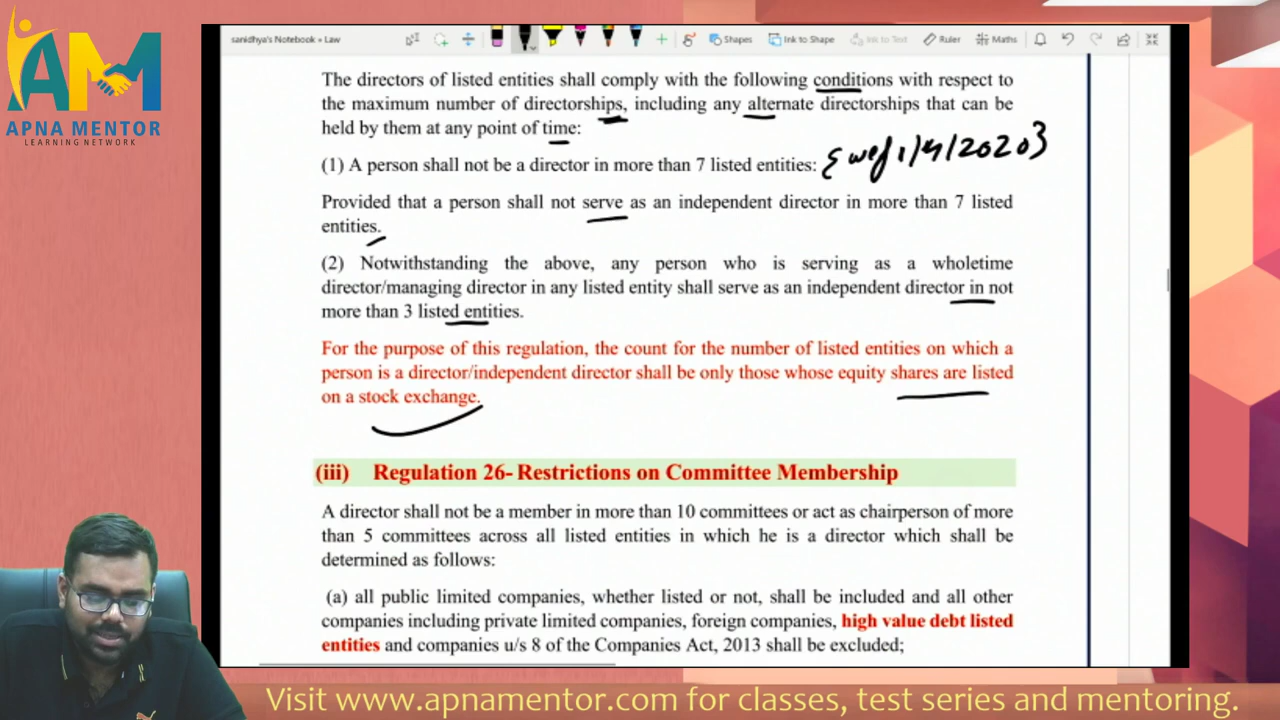 AM
APNA MENTOR
LEARNING NETWORK
sanidhya's Notebook » Law
Shapes
Ink to Shape
Ink to Text
Ruler
Maths
The directors of listed entities shall comply with the following conditions with respect to
the maximum number of directorships, including any alternate directorships that can be
held by them at any point of time:
(1) A person shall not be a director in more than 7 listed entities: {wef 1/4/2020}
Provided that a person shall not serve as an independent director in more than 7 listed
entities.
(2) Notwithstanding the above, any person who is serving as a wholetime
director/managing director in any listed entity shall serve as an independent director in not
more than 3 listed entities.
For the purpose of this regulation, the count for the number of listed entities on which a
person is a director/independent director shall be only those whose equity shares are listed
on a stock exchange.
(iii) Regulation 26- Restrictions on Committee Membership
A director shall not be a member in more than 10 committees or act as chairperson of more
than 5 committees across all listed entities in which he is a director which shall be
determined as follows:
(a) all public limited companies, whether listed or not, shall be included and all other
companies including private limited companies, foreign companies, high value debt listed
entities and companies u/s 8 of the Companies Act, 2013 shall be excluded;
Visit www.apnamentor.com for classes, test series and mentoring.